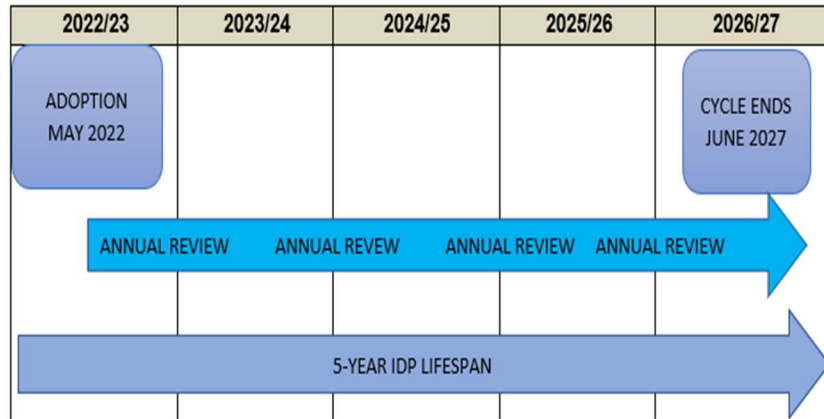 2022/23 2023/24 2024/25 2025/26 2026/27
ADOPTION
MAY 2022
CYCLE ENDS
JUNE 2027
ANNUAL REVIEW ANNUAL REVEW ANNUAL REVIEW ANNUAL REVIEW
5-YEAR IDP LIFESPAN